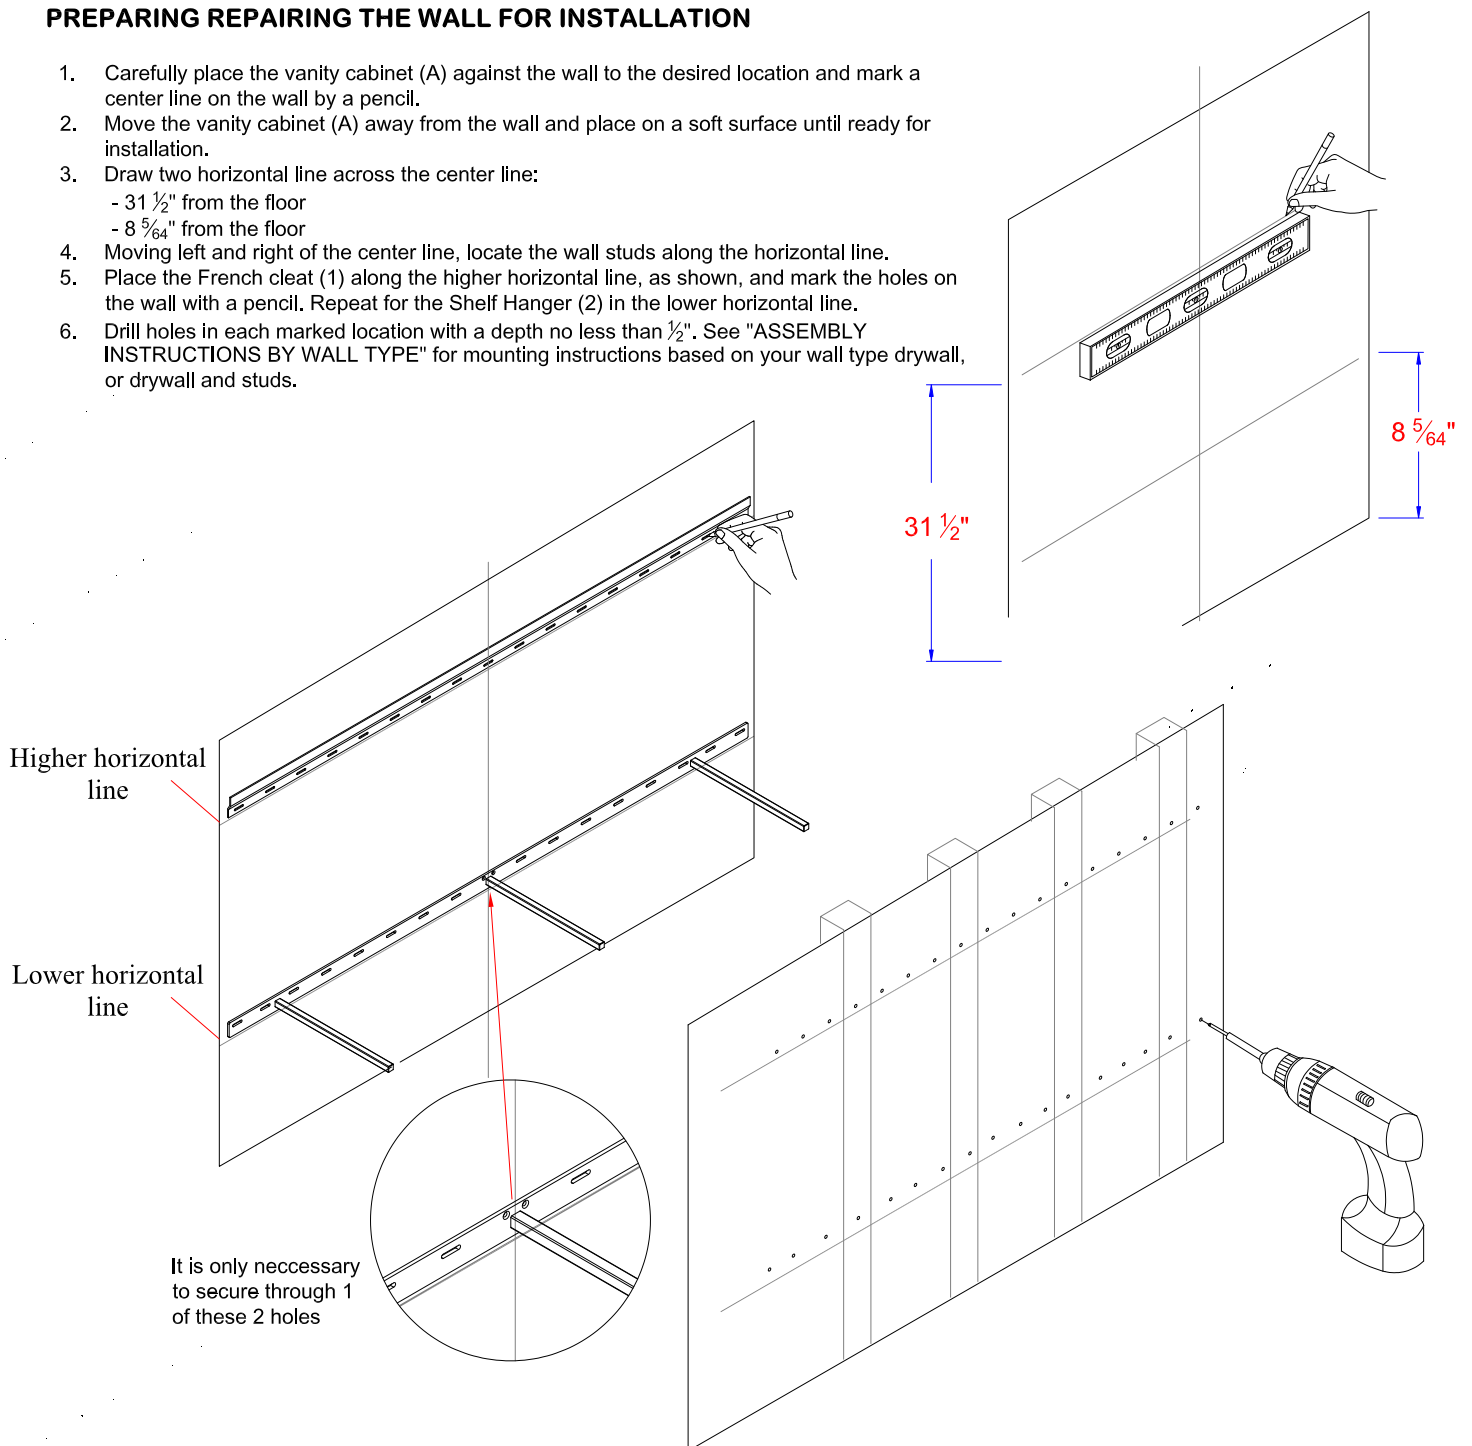 PREPARING REPAIRING THE WALL FOR INSTALLATION
1. Carefully place the vanity cabinet (A) against the wall to the desired location and mark a
center line on the wall by a pencil.
2. Move the vanity cabinet (A) away from the wall and place on a soft surface until ready for
installation.
3. Draw two horizontal line across the center line:
- 31 ½" from the floor
- 8 5⁄64" from the floor
4. Moving left and right of the center line, locate the wall studs along the horizontal line.
5. Place the French cleat (1) along the higher horizontal line, as shown, and mark the holes on
the wall with a pencil. Repeat for the Shelf Hanger (2) in the lower horizontal line.
6. Drill holes in each marked location with a depth no less than ½". See "ASSEMBLY
INSTRUCTIONS BY WALL TYPE" for mounting instructions based on your wall type drywall,
or drywall and studs.
8 5⁄64"
31 ½"
Higher horizontal
line
Lower horizontal
line
It is only neccessary
to secure through 1
of these 2 holes